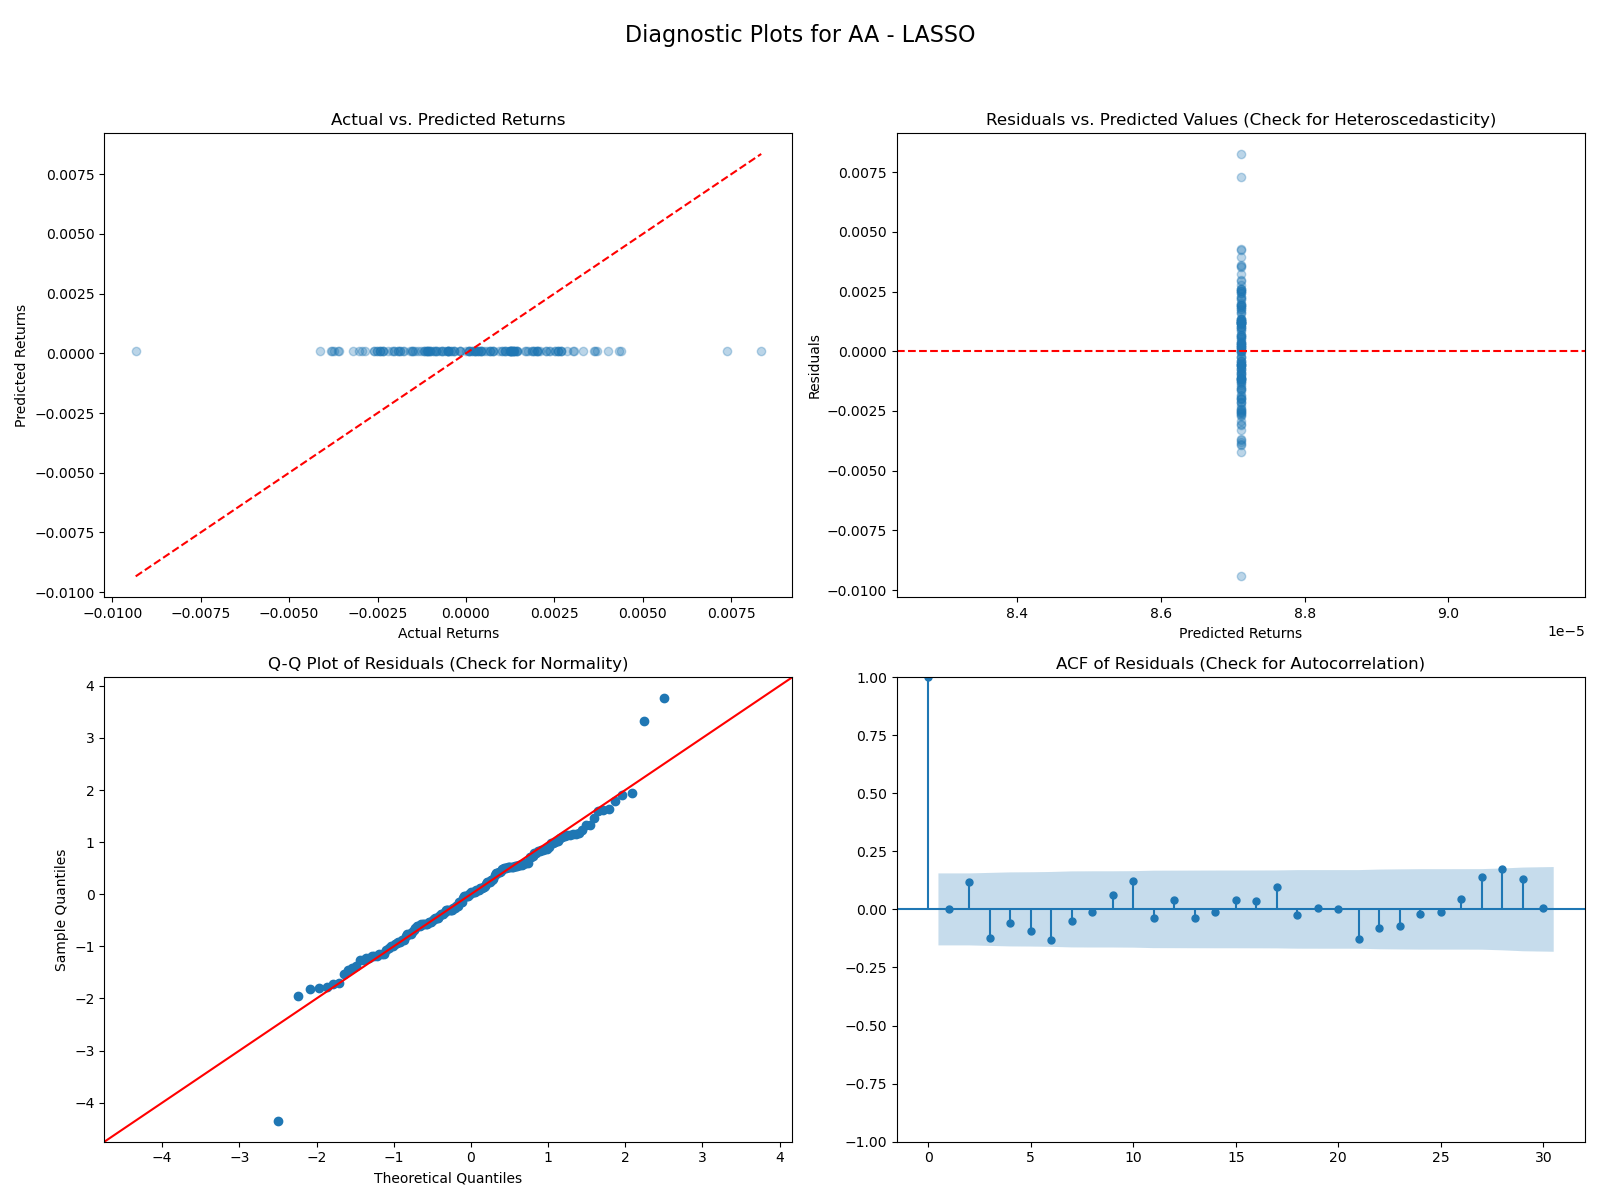 Diagnostic Plots for AA - LASSO
Actual vs. Predicted Returns
Predicted Returns
0.0075
0.0050
0.0025
0.0000
−0.0025
−0.0050
−0.0075
−0.0100
−0.0100 −0.0075 −0.0050 −0.0025 0.0000 0.0025 0.0050 0.0075
Actual Returns
Residuals vs. Predicted Values (Check for Heteroscedasticity)
Residuals
0.0075
0.0050
0.0025
0.0000
−0.0025
−0.0050
−0.0075
−0.0100
8.4 8.6 8.8 9.0
1e−5
Predicted Returns
Q-Q Plot of Residuals (Check for Normality)
Sample Quantiles
4
3
2
1
0
−1
−2
−3
−4
−4 −3 −2 −1 0 1 2 3 4
Theoretical Quantiles
ACF of Residuals (Check for Autocorrelation)
1.00
0.75
0.50
0.25
0.00
−0.25
−0.50
−0.75
−1.00
0 5 10 15 20 25 30